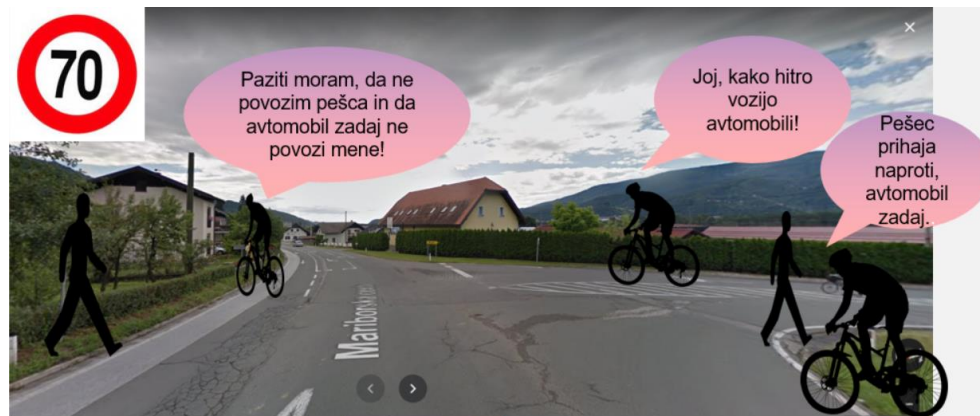 70
Paziti moram, da ne
povozim pešca in da
avtomobil zadaj ne
povozi mene!
Joj, kako hitro
vozijo
avtomobili!
Pešec
prihaja
naproti,
avtomobil
zadaj.